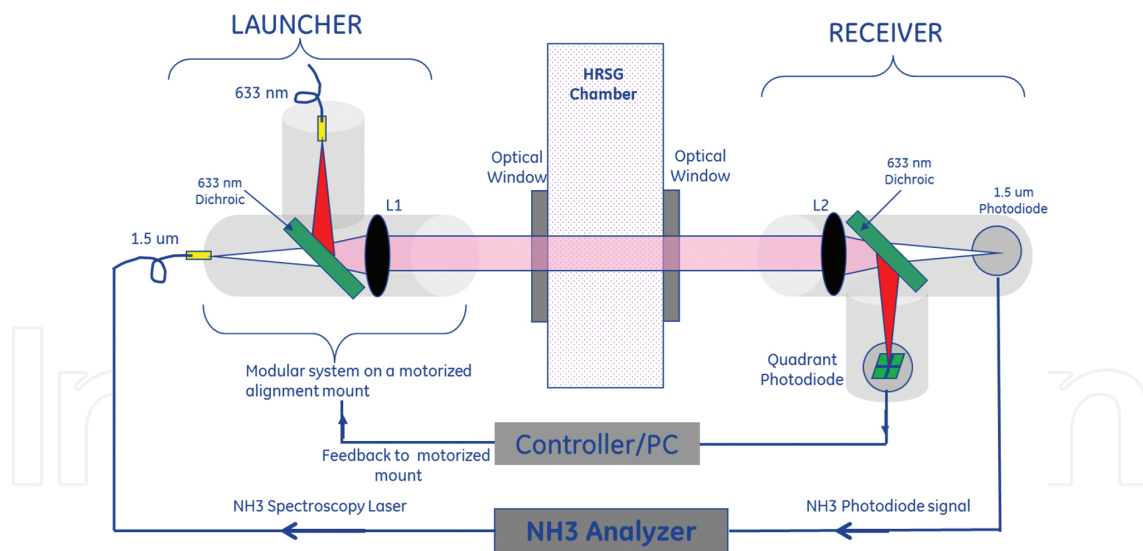 LAUNCHER
RECEIVER
633 nm
HRSG
Chamber
Optical
Window
Optical
Window
633 nm
Dichroic
L1
1.5 um
L2
633 nm
Dichroic
1.5 um
Photodiode
Modular system on a motorized
alignment mount
Quadrant
Photodiode
Controller/PC
Feedback to motorized
mount
NH3 Spectroscopy Laser
NH3 Analyzer
NH3 Photodiode signal